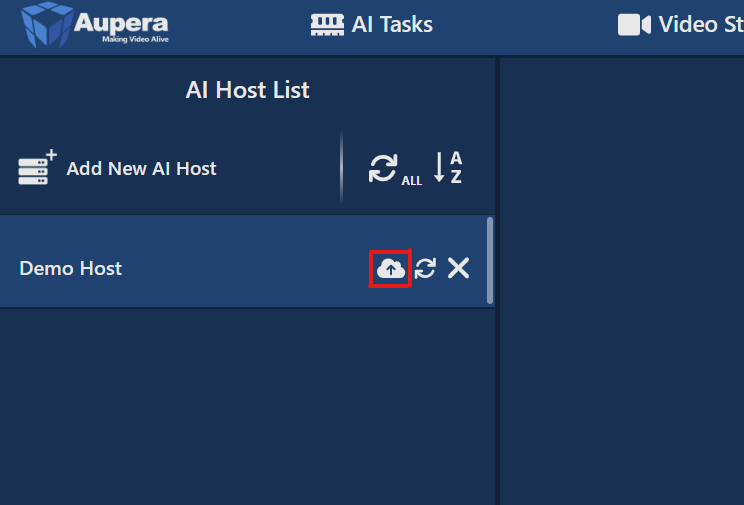 Aupera
Making Video Alive
AI Tasks
Video St
AI Host List
Add New AI Host
ALL
A
Z
Demo Host